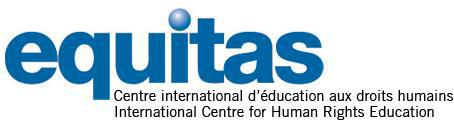 equitas
Centre international d'éducation aux droits humains
International Centre for Human Rights Education